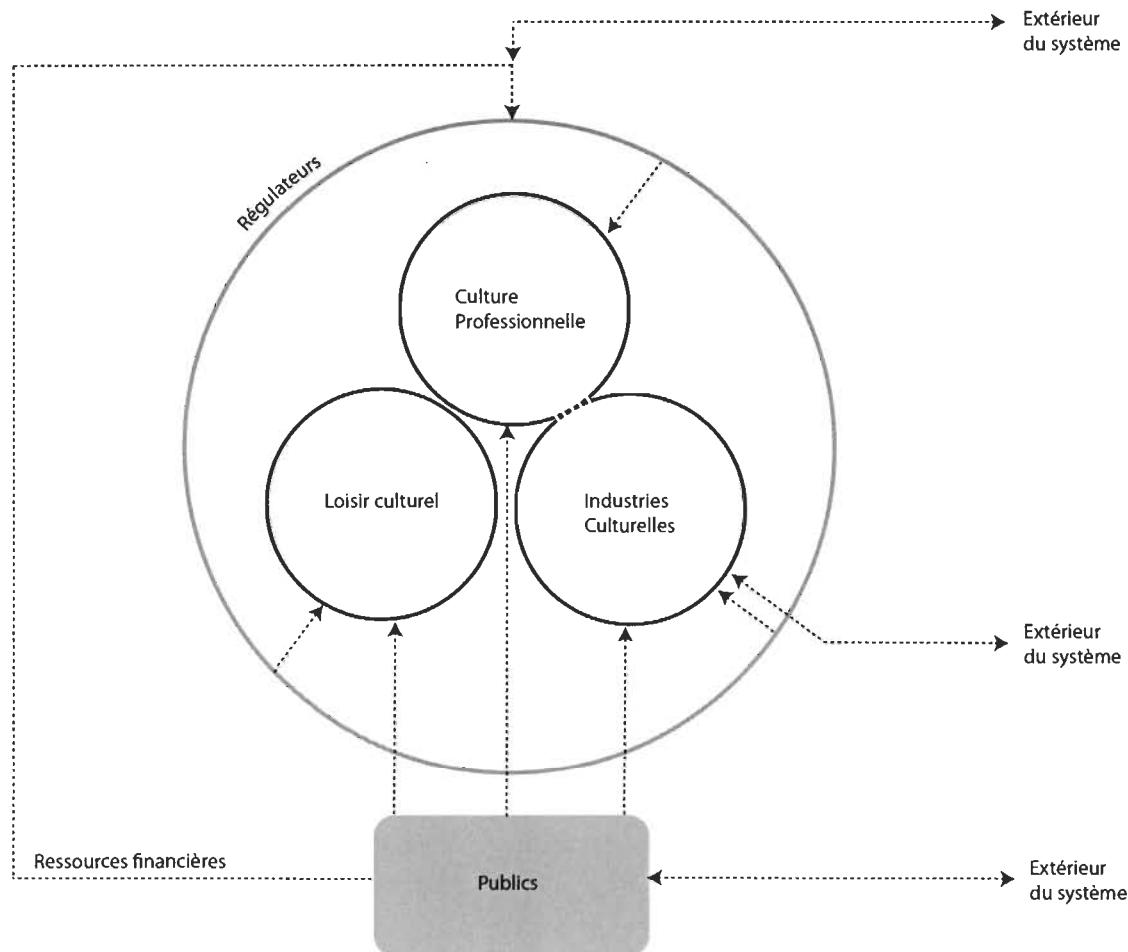 Extérieur
du système
Régulateurs
Culture
Professionnelle
Loisir culturel
Industries
Culturelles
Extérieur
du système
Ressources financières
Publics
Extérieur
du système